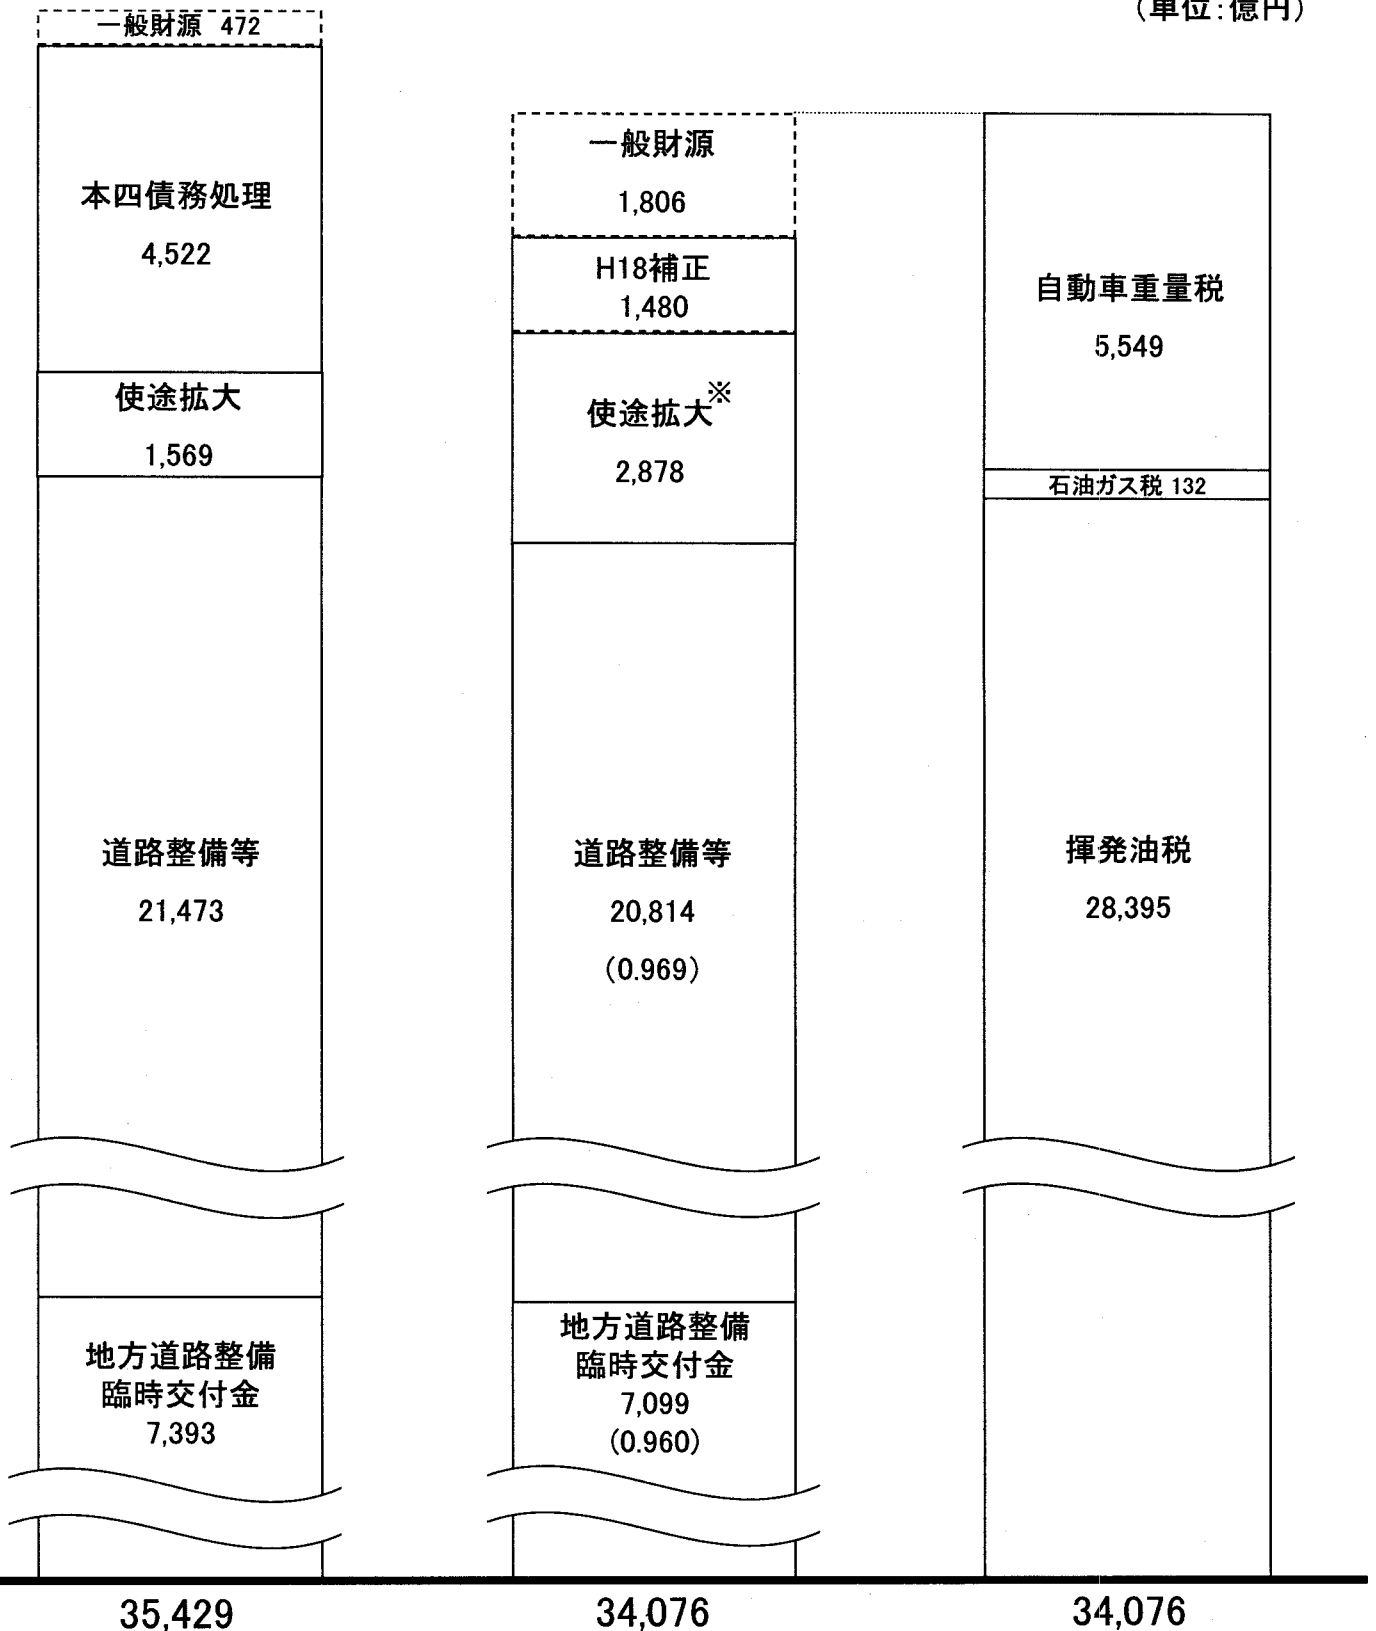 （単位：億円）
一般財源 472
本四債務処理
4,522
使途拡大
1,569
道路整備等
21,473
地方道路整備
臨時交付金
7,393
35,429
一般財源
1,806
H18補正
1,480
使途拡大※
2,878
道路整備等
20,814
（0.969）
地方道路整備
臨時交付金
7,099
（0.960）
34,076
自動車重量税
5,549
石油ガス税 132
揮発油税
28,395
34,076